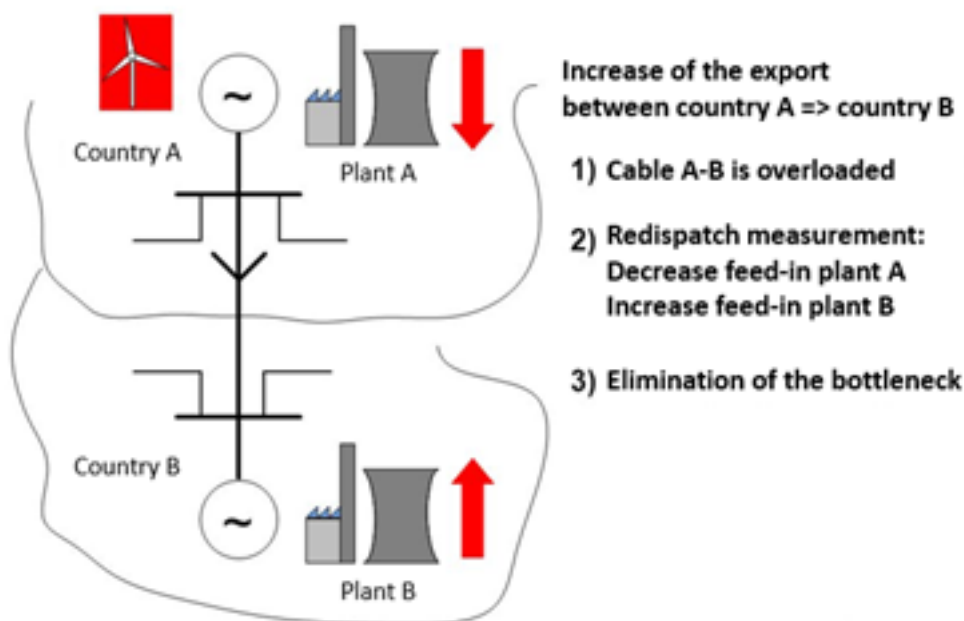 Country A
Plant A
Increase of the export
between country A => country B
1) Cable A-B is overloaded
2) Redispatch measurement:
Decrease feed-in plant A
Increase feed-in plant B
3) Elimination of the bottleneck
Country B
Plant B
~
~